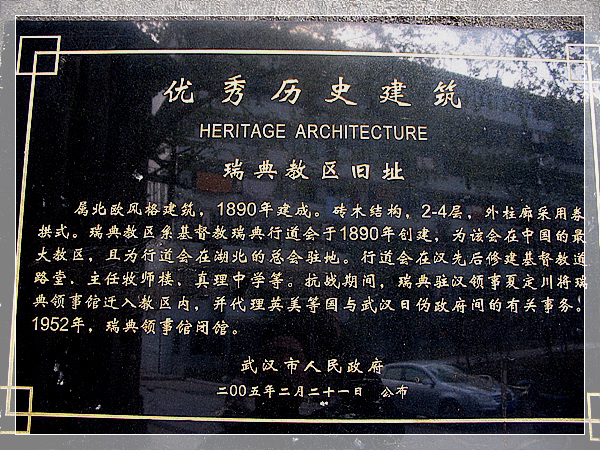 优秀历史建筑
HERITAGE ARCHITECTURE
瑞典教区旧址
属北欧风格建筑，1890年建成。砖木结构，2-4层，外柱廊采用券
拱式。瑞典教区系基督教瑞典行道会于1890年创建，为该会在中国的最
大教区，且为行道会在湖北的总会驻地。行道会在汉先后修建基督教道
路堂、主任牧师楼、真理中学等。抗战期间，瑞典驻汉领事夏定川将瑞
典领事馆迁入教区内，并代理英美等国与武汉日伪政府间的有关事务。
1952年，瑞典领事馆闭馆。
武汉市人民政府
二00五年二月二十一日 公布